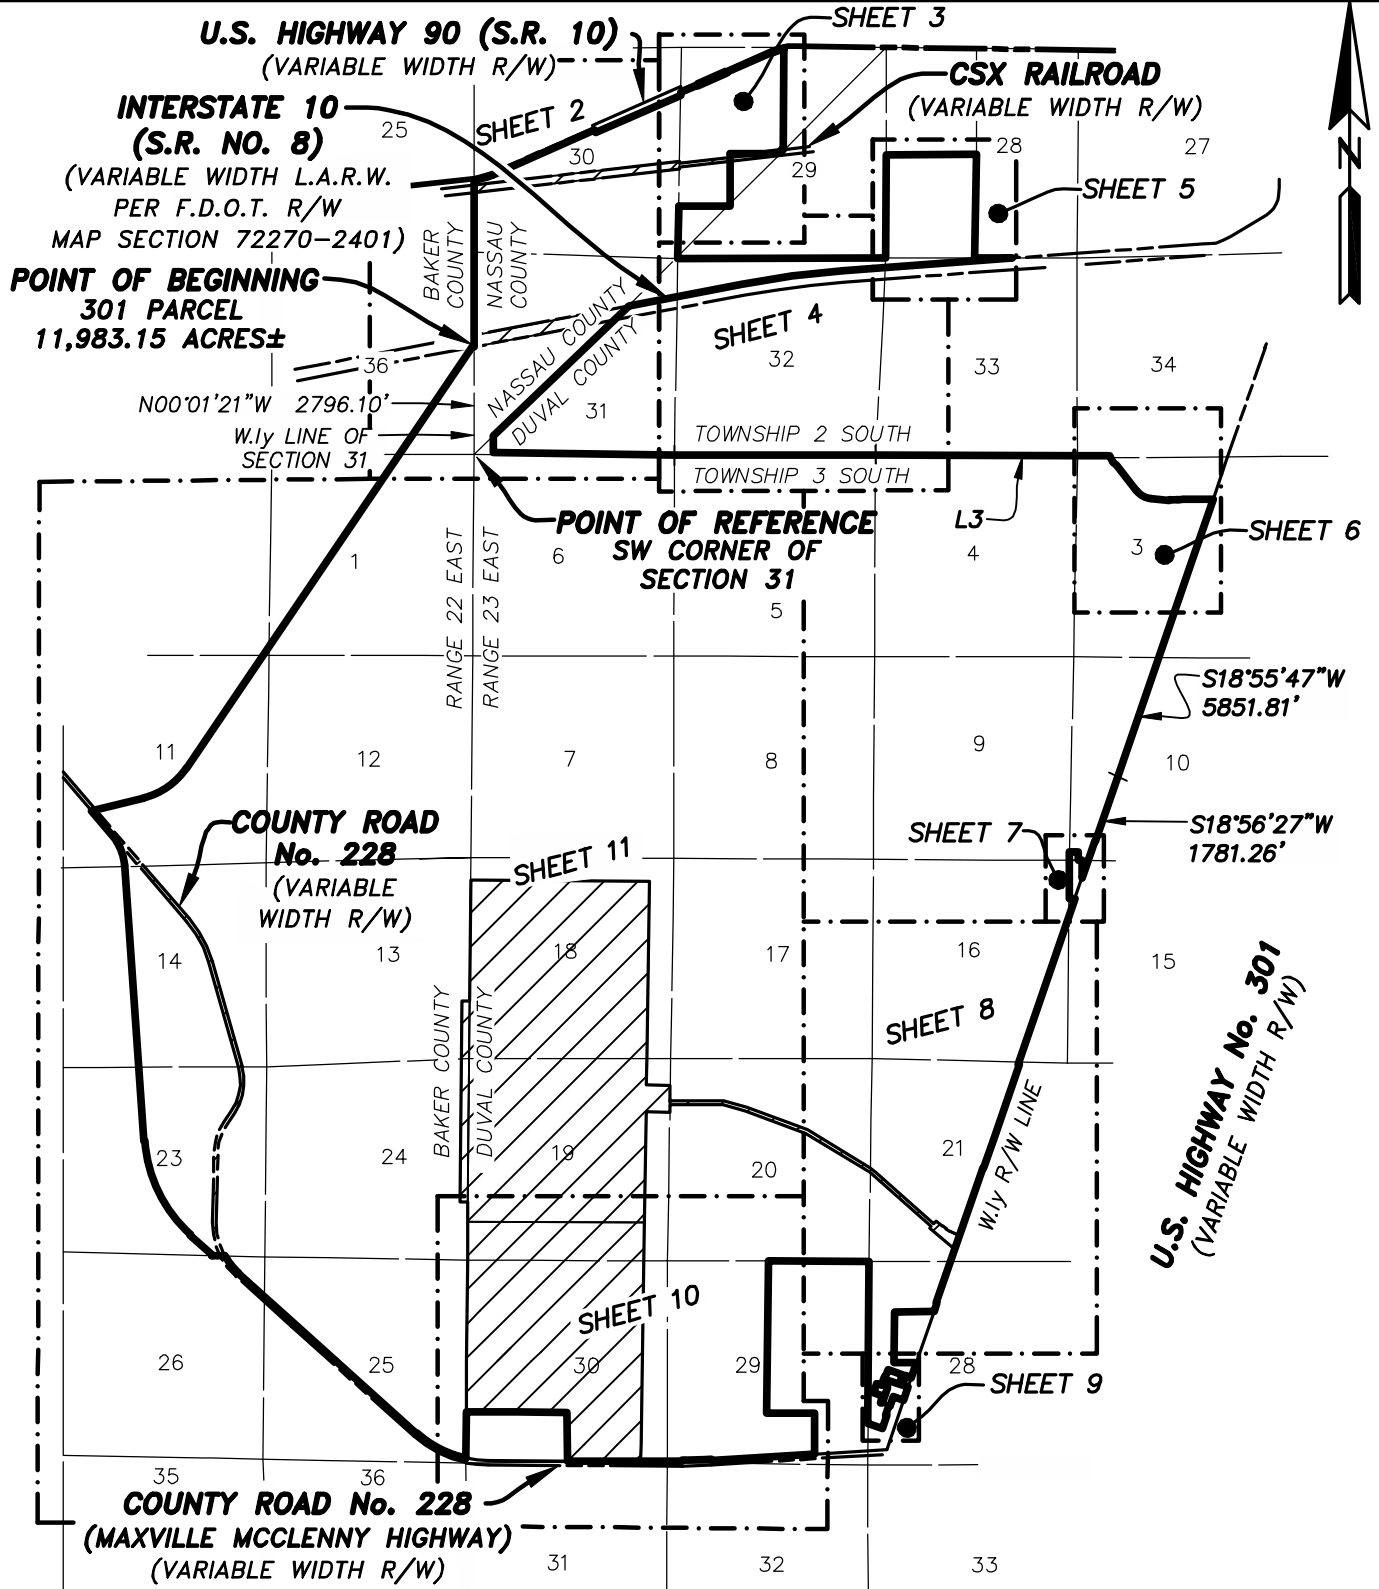 U.S. HIGHWAY 90 (S.R. 10)
(VARIABLE WIDTH R/W)
SHEET 3
CSX RAILROAD
(VARIABLE WIDTH R/W)
INTERSTATE 10
(S.R. NO. 8)
(VARIABLE WIDTH L.A.R.W.
PER F.D.O.T. R/W
MAP SECTION 72270-2401)
25
SHEET 2
30
29
28
27
N
SHEET 5
BAKER
COUNTY
NASSAU
COUNTY
POINT OF BEGINNING
301 PARCEL
11,983.15 ACRES±
NASSAU COUNTY
DUVAL COUNTY
SHEET 4
36
32
33
34
31
N00°01'21"W 2796.10'
W.ly LINE OF
SECTION 31
TOWNSHIP 2 SOUTH
TOWNSHIP 3 SOUTH
POINT OF REFERENCE
SW CORNER OF
SECTION 31
L3
SHEET 6
1
6
5
4
3
RANGE 22 EAST
RANGE 23 EAST
S18°55'47"W
5851.81'
11
12
7
8
9
10
COUNTY ROAD
No. 228
(VARIABLE
WIDTH R/W)
SHEET 11
SHEET 7
S18°56'27"W
1781.26'
14
13
18
17
16
15
BAKER COUNTY
DUVAL COUNTY
SHEET 8
U.S. HIGHWAY No. 301
(VARIABLE WIDTH R/W)
W.ly R/W LINE
23
24
19
20
21
SHEET 10
26
25
30
29
28
SHEET 9
35
36
COUNTY ROAD No. 228
(MAXVILLE MCCLENNY HIGHWAY)
(VARIABLE WIDTH R/W)
31
32
33